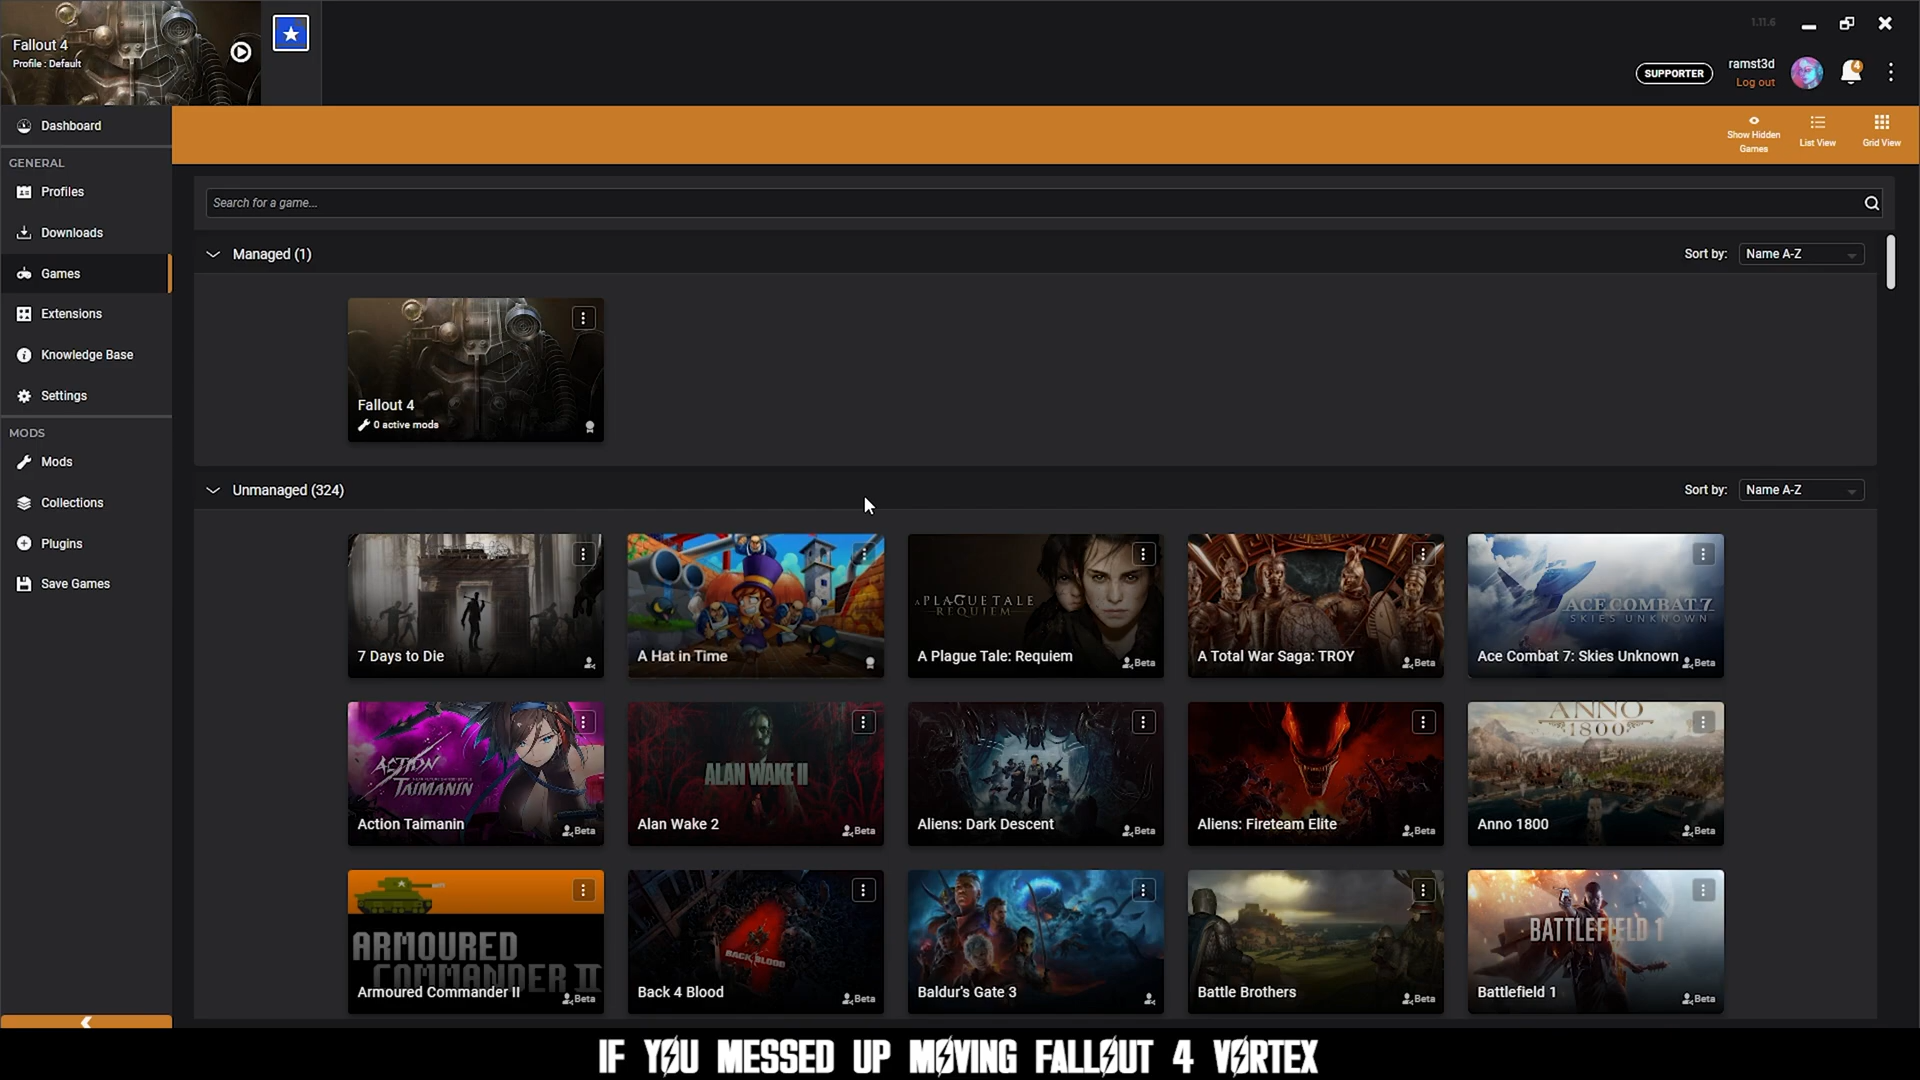 Fallout 4
Profile : Default
1.11.6
SUPPORTER
ramst3d
Log out
4
Dashboard
GENERAL
Profiles
Downloads
Games
Extensions
Knowledge Base
Settings
MODS
Mods
Collections
Plugins
Save Games
Show Hidden
Games
List View
Grid View
Search for a game...
Managed (1)
Sort by:
Name A-Z
Fallout 4
0 active mods
Unmanaged (324)
Sort by:
Name A-Z
7 Days to Die
A Hat in Time
A PLAGUE TALE
REQUIEM
A Plague Tale: Requiem
Beta
A Total War Saga: TROY
Beta
ACE COMBAT 7
SKIES UNKNOWN
Ace Combat 7: Skies Unknown
Beta
ACTION
TAIMANIN
Action Taimanin
Beta
ALAN WAKE II
Alan Wake 2
Beta
Aliens: Dark Descent
Beta
Aliens: Fireteam Elite
Beta
ANNO
1800
Anno 1800
Beta
ARMOURED
COMMANDER II
Armoured Commander II
Beta
4
BACK BLOOD
Back 4 Blood
Beta
Baldur's Gate 3
Battle Brothers
Beta
BATTLEFIELD 1
Battlefield 1
Beta
IF YOU MESSED UP MOVING FALLOUT 4 VORTEX